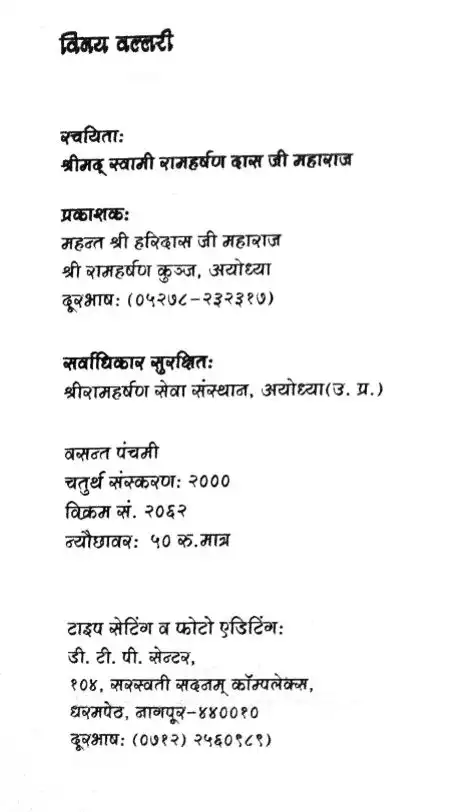 विनय वल्लरी
रचयिता:
श्रीमद् स्वामी रामहर्षण दास जी महाराज
प्रकाशक:
महन्त श्री हरिदास जी महाराज
श्री रामहर्षण कुञ्ज, अयोध्या
दूरभाष: (०५२७८-२३२३१७)
सर्वाधिकार सुरक्षित:
श्रीरामहर्षण सेवा संस्थान, अयोध्या(उ. प्र.)
वसन्त पंचमी
चतुर्थ संस्करण: २०००
विक्रम सं. २०६२
न्यौछावर: ५० रु.मात्र
टाइप सेटिंग व फोटो एडिटिंग:
डी. टी. पी. सेन्टर,
१०४, सरस्वती सदनम् कॉम्पलेक्स,
धरमपेठ, नागपूर-४४००१०
दूरभाष: (०७१२) २५६०९८९)